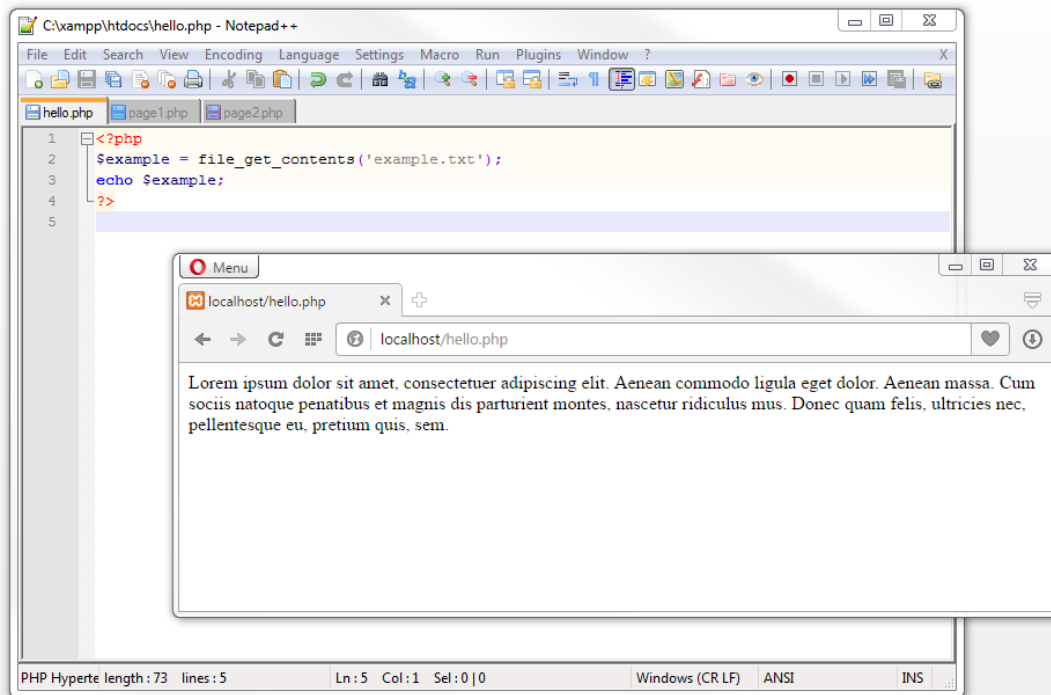 C:\xampp\htdocs\hello.php - Notepad++
File Edit Search View Encoding Language Settings Macro Run Plugins Window ? X
hello.php page1.php page2.php
1 <?php
2 $example = file_get_contents('example.txt');
3 echo $example;
4 ?>
5
Menu
localhost/hello.php
localhost/hello.php
Lorem ipsum dolor sit amet, consectetuer adipiscing elit. Aenean commodo ligula eget dolor. Aenean massa. Cum
sociis natoque penatibus et magnis dis parturient montes, nascetur ridiculus mus. Donec quam felis, ultricies nec,
pellentesque eu, pretium quis, sem.
PHP Hyperte length : 73 lines : 5 Ln : 5 Col : 1 Sel : 0 | 0 Windows (CR LF) ANSI INS